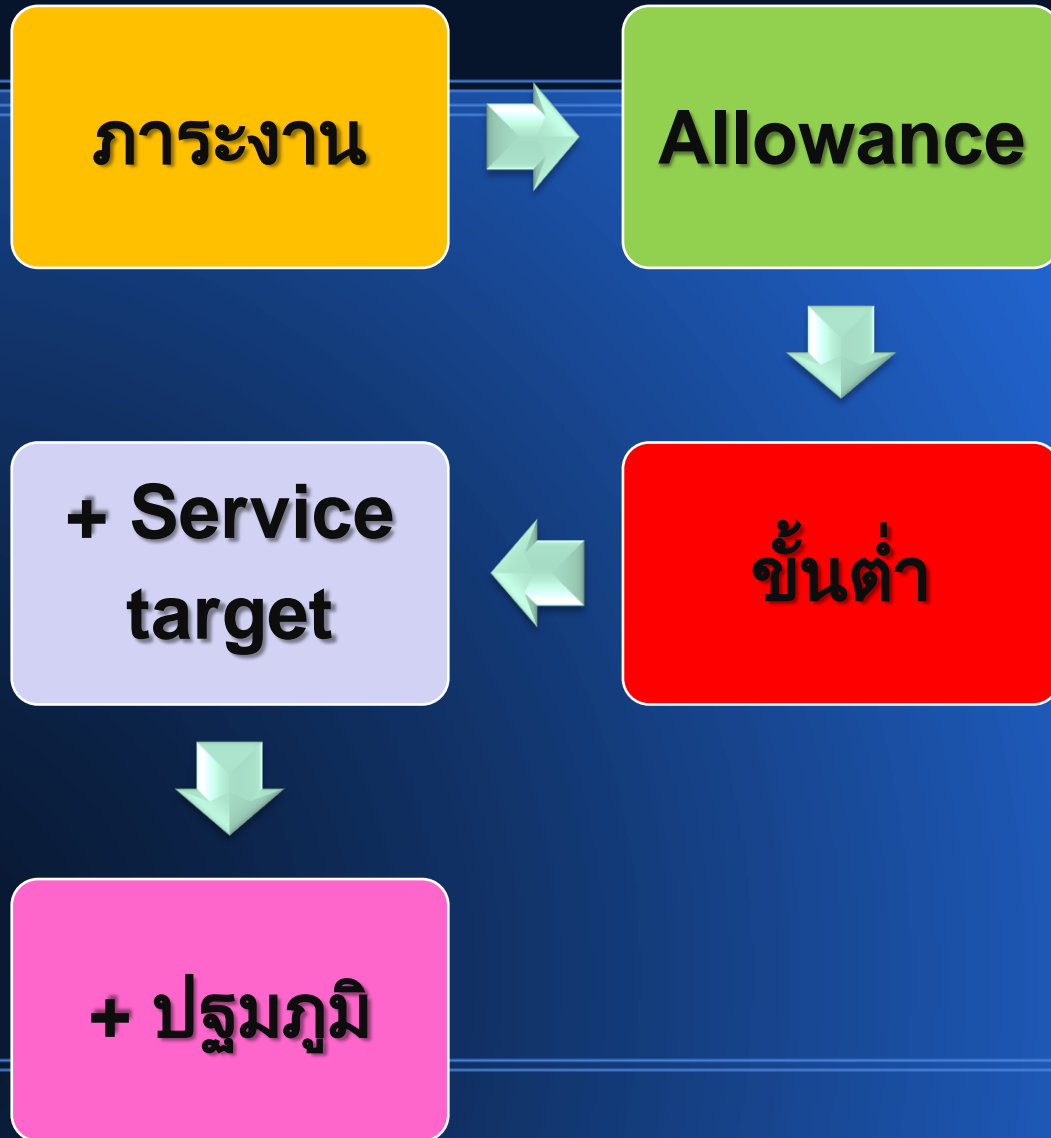 ภาระงาน
Allowance
ขั้นต่ำ
+ Service
target
+ ปฐมภูมิ